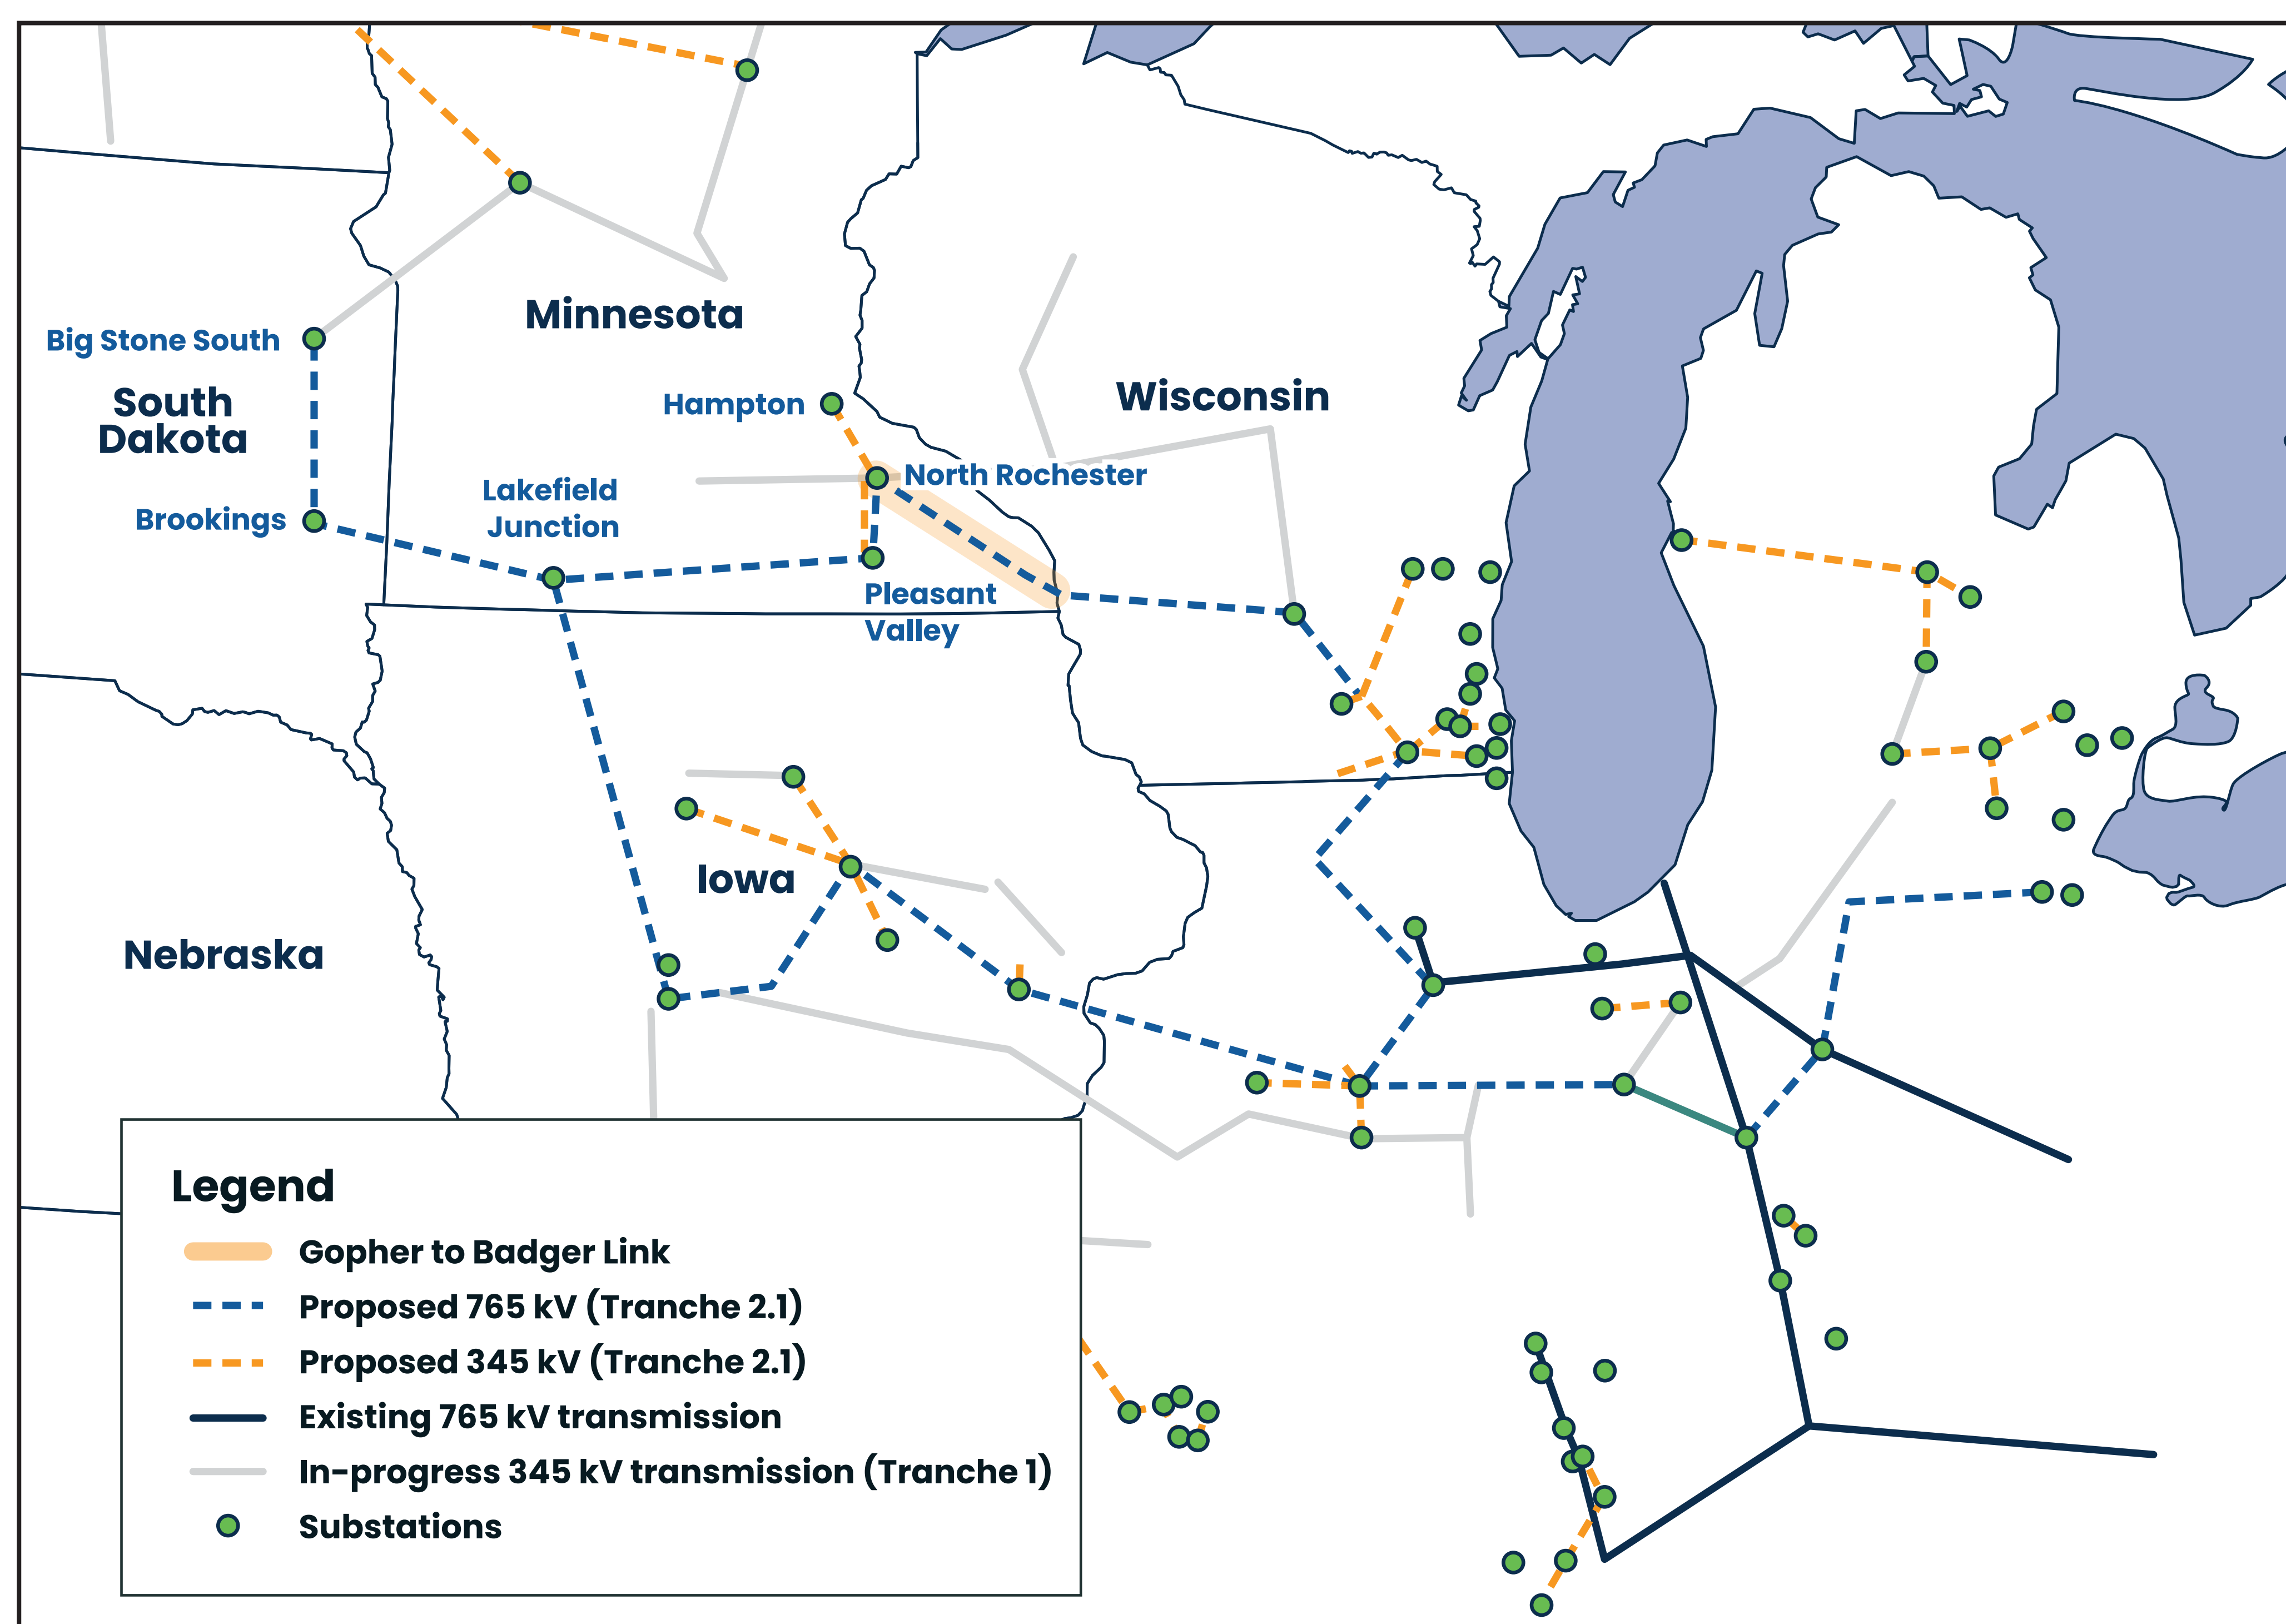 Minnesota
Big Stone South
South
Dakota
Hampton
Wisconsin
North Rochester
Lakefield
Junction
Brookings
Pleasant
Valley
Iowa
Nebraska
Legend
Gopher to Badger Link
Proposed 765 kV (Tranche 2.1)
Proposed 345 kV (Tranche 2.1)
Existing 765 kV transmission
In-progress 345 kV transmission (Tranche 1)
Substations